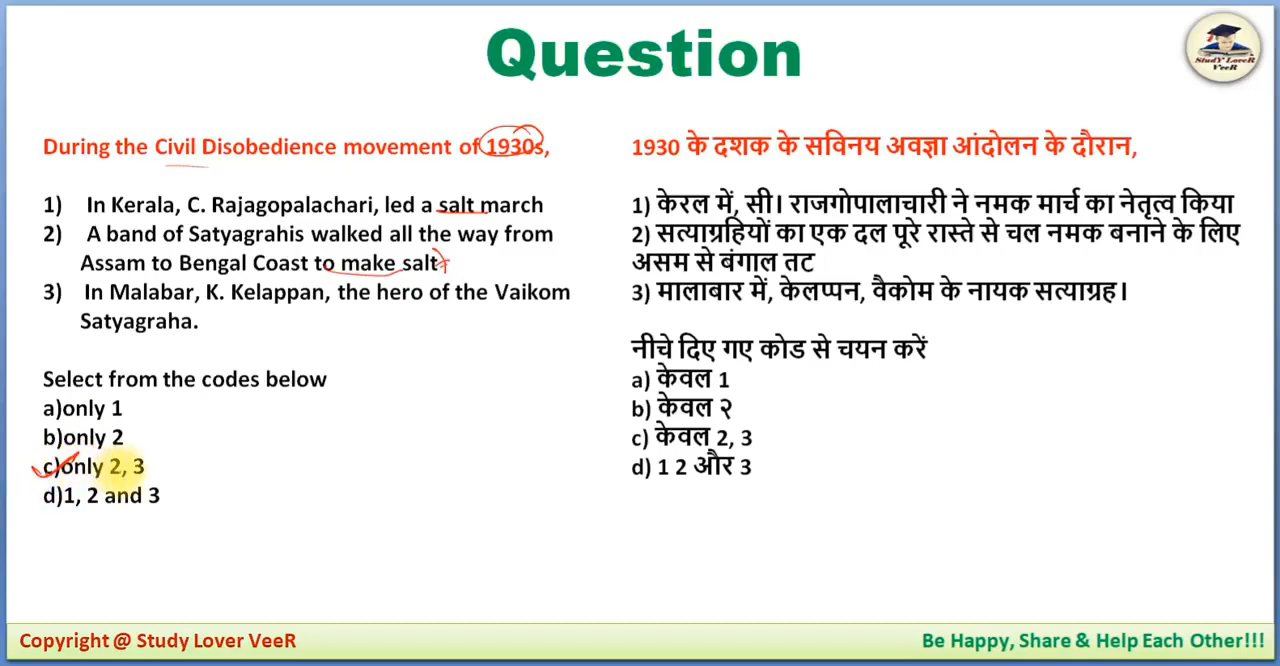 Question
StudY LoveR
VeeR
During the Civil Disobedience movement of 1930s,
1) In Kerala, C. Rajagopalachari, led a salt march
2) A band of Satyagrahis walked all the way from
Assam to Bengal Coast to make salt
3) In Malabar, K. Kelappan, the hero of the Vaikom
Satyagraha.
Select from the codes below
a)only 1
b)only 2
c)only 2, 3
d)1, 2 and 3
1930 के दशक के सविनय अवज्ञा आंदोलन के दौरान,
1) केरल में, सी। राजगोपालाचारी ने नमक मार्च का नेतृत्व किया
2) सत्याग्रहियों का एक दल पूरे रास्ते से चल नमक बनाने के लिए
असम से बंगाल तट
3) मालाबार में, केलप्पन, वैकोम के नायक सत्याग्रह।
नीचे दिए गए कोड से चयन करें
a) केवल 1
b) केवल २
c) केवल 2, 3
d) 1 2 और 3
Copyright @ Study Lover VeeR
Be Happy, Share & Help Each Other!!!